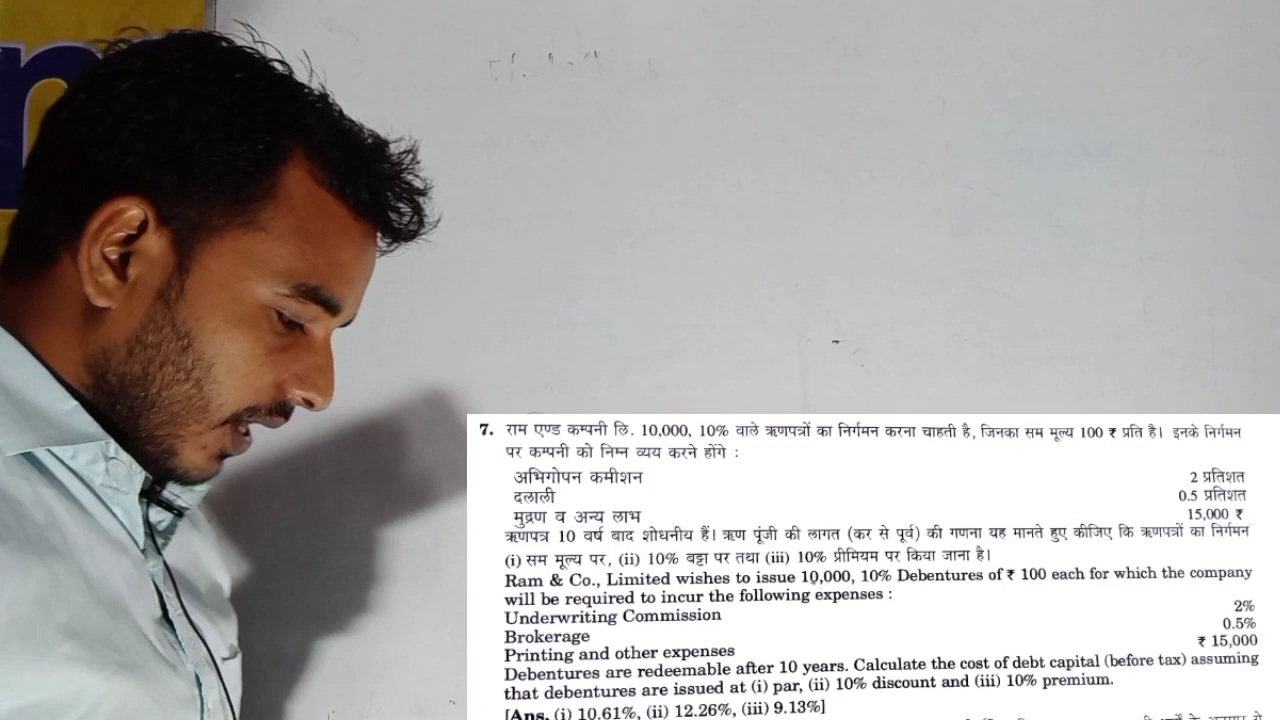 7. राम एण्ड कम्पनी लि. 10,000, 10% वाले ऋणपत्रों का निर्गमन करना चाहती है, जिनका सम मूल्य 100 ₹ प्रति है। इनके निर्गमन
पर कम्पनी को निम्न व्यय करने होंगे :
अभिगोपन कमीशन 2 प्रतिशत
दलाली 0.5 प्रतिशत
मुद्रण व अन्य लाभ 15,000 ₹
ऋणपत्र 10 वर्ष बाद शोधनीय हैं। ऋण पूंजी की लागत (कर से पूर्व) की गणना यह मानते हुए कीजिए कि ऋणपत्रों का निर्गमन
(i) सम मूल्य पर, (ii) 10% बट्टा पर तथा (iii) 10% प्रीमियम पर किया जाना है।
Ram & Co., Limited wishes to issue 10,000, 10% Debentures of ₹ 100 each for which the company
will be required to incur the following expenses :
Underwriting Commission 2%
Brokerage 0.5%
Printing and other expenses ₹ 15,000
Debentures are redeemable after 10 years. Calculate the cost of debt capital (before tax) assuming
that debentures are issued at (i) par, (ii) 10% discount and (iii) 10% premium.
[Ans. (i) 10.61%, (ii) 12.26%, (iii) 9.13%]